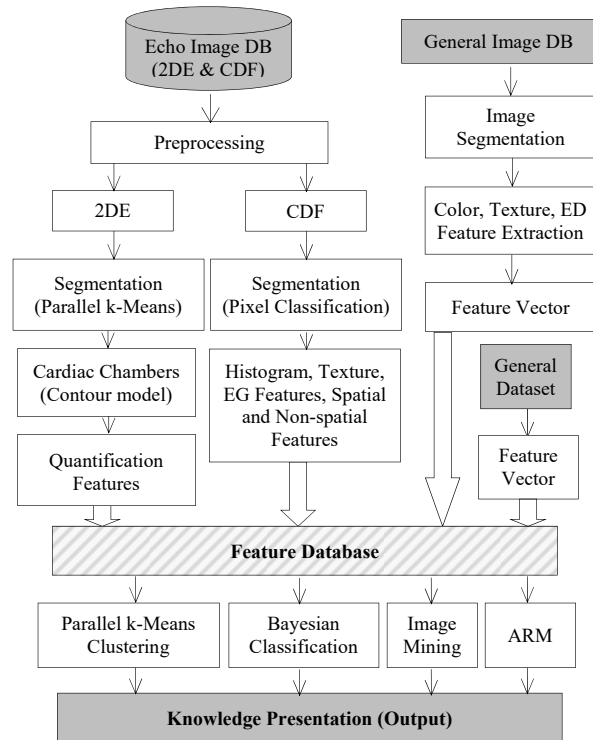 Echo Image DB
(2DE & CDF)
General Image DB
Preprocessing
Image
Segmentation
2DE
CDF
Color, Texture, ED
Feature Extraction
Segmentation
(Parallel k-Means)
Segmentation
(Pixel Classification)
Feature Vector
Cardiac Chambers
(Contour model)
Histogram, Texture,
EG Features, Spatial
and Non-spatial
Features
General
Dataset
Quantification
Features
Feature
Vector
Feature Database
Parallel k-Means
Clustering
Bayesian
Classification
Image
Mining
ARM
Knowledge Presentation (Output)